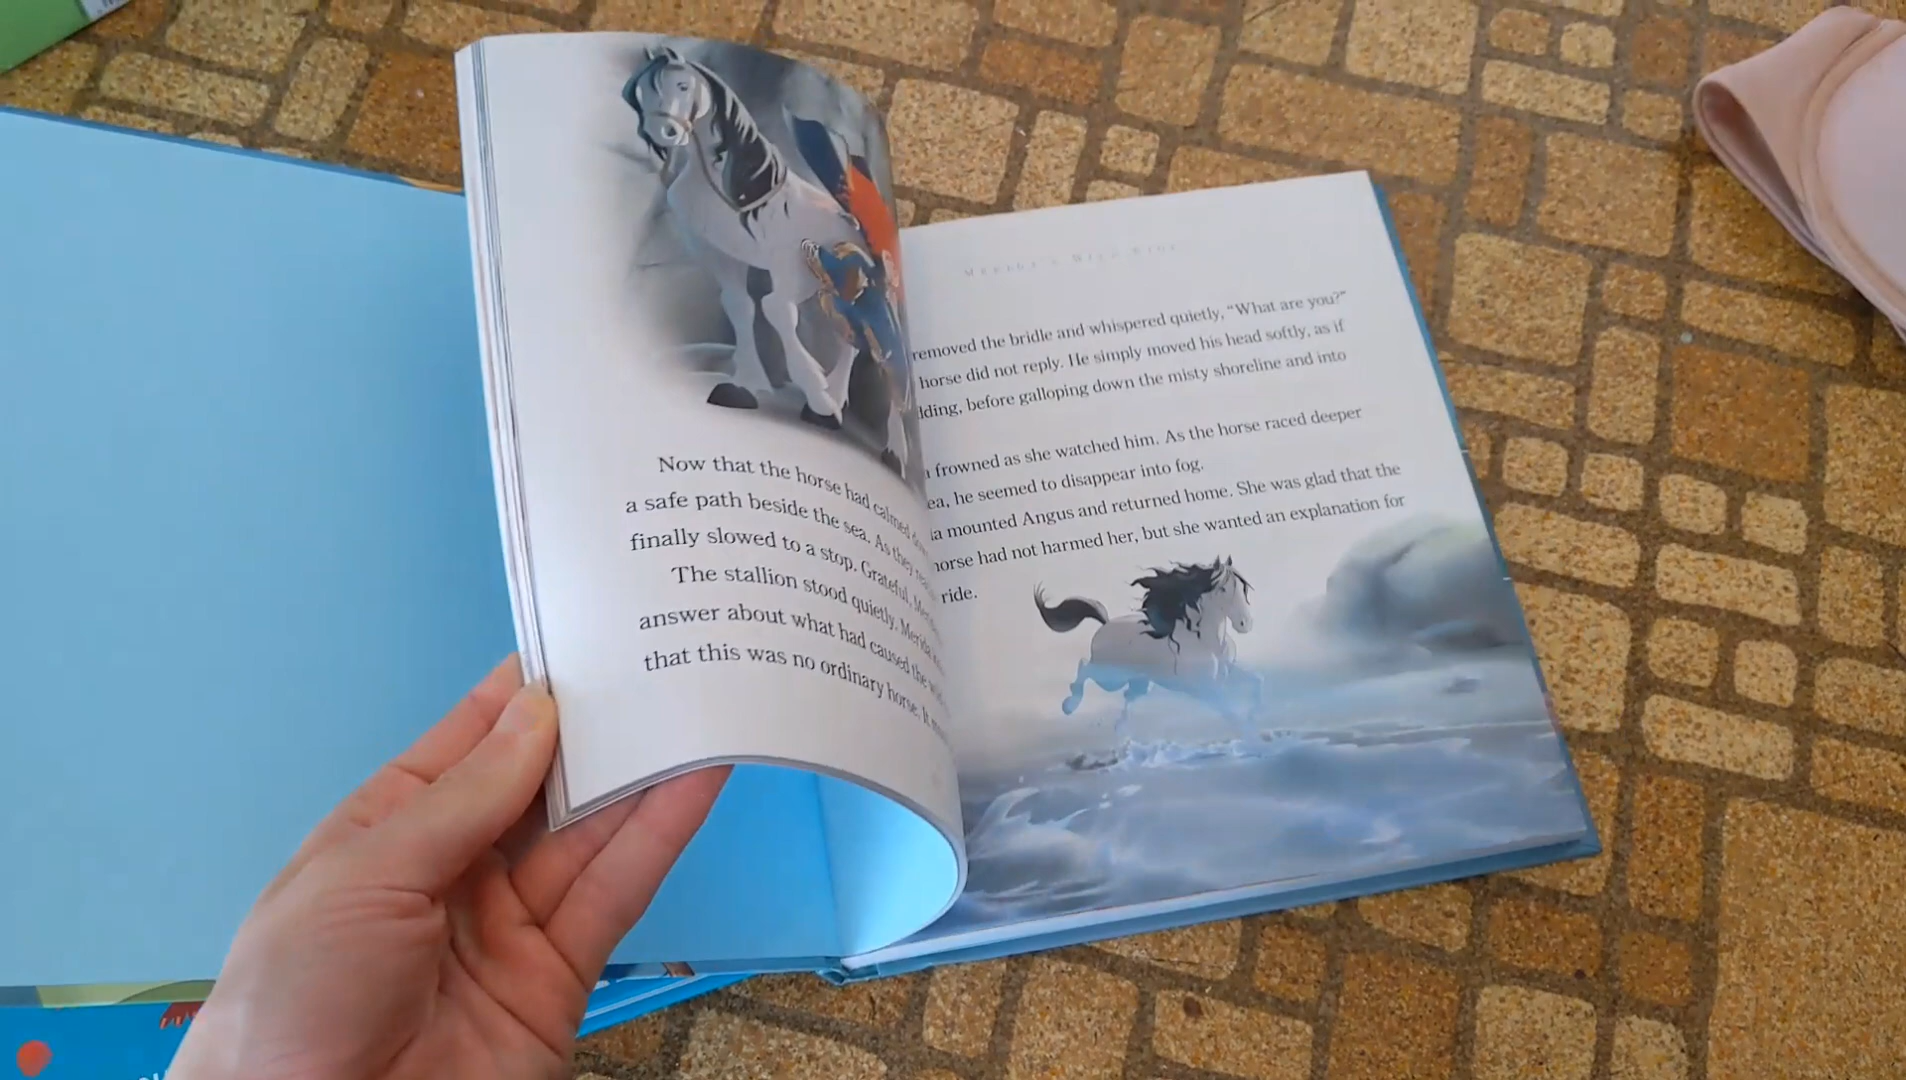 Now that the horse had calmed
a safe path beside the sea. As they
finally slowed to a stop. Grateful,
The stallion stood quietly. Merida
answer about what had caused the
that this was no ordinary horse. It
removed the bridle and whispered quietly, “What are you?”
horse did not reply. He simply moved his head softly, as if
before galloping down the misty shoreline and into
frowned as she watched him. As the horse raced deeper
he seemed to disappear into fog.
mounted Angus and returned home. She was glad that the
had not harmed her, but she wanted an explanation for
ride.